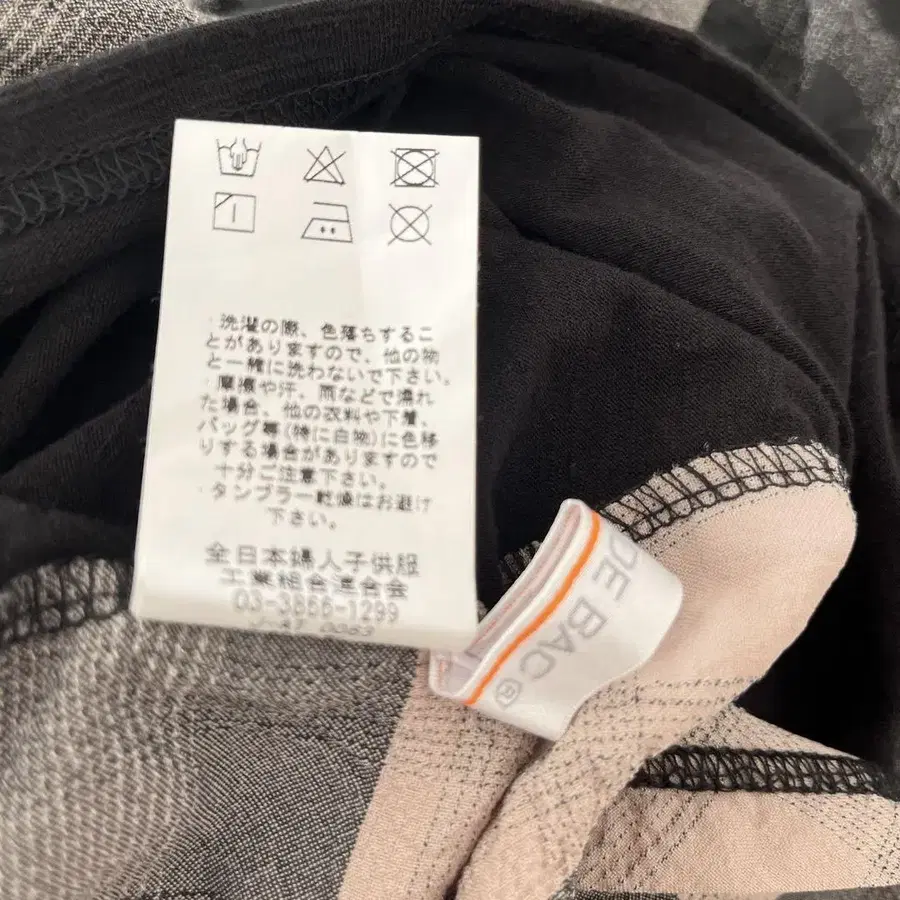 ・洗濯の際、色落ちするこ
とがありますので、他の物
と一緒に洗わないで下さい。
・摩擦や汗、雨などで濡れ
た場合、他の衣料や下着、
バッグ等(特に白物)に色移
りする場合がありますので
十分ご注意下さい。
・タンブラー乾燥はお避け
下さい。
全日本婦人子供服
工業組合連合会
03-3866-1299
DE BAC®